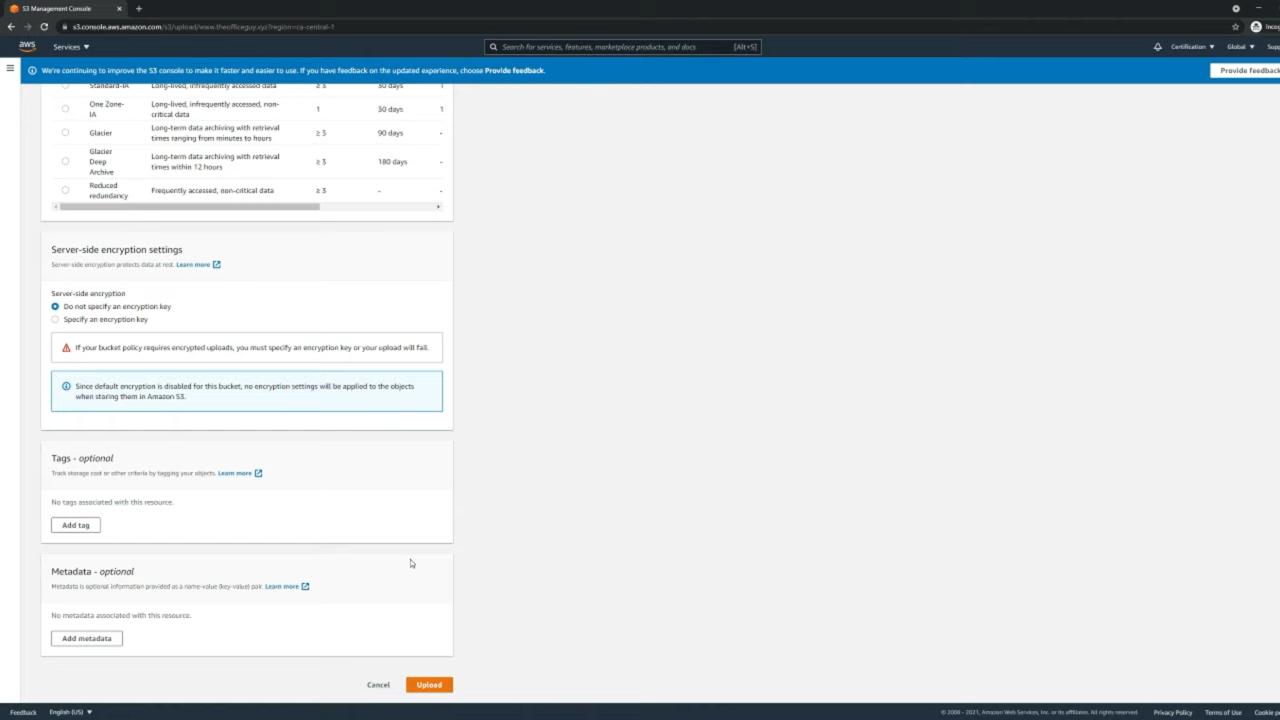 S3 Management Console
s3.console.aws.amazon.com/s3/upload/www.theofficeguy.xyz?region=ca-central-1
aws
Services
Search for services, features, marketplace products, and docs
[Alt+S]
Certification
Global
Supp
We're continuing to improve the S3 console to make it faster and easier to use. If you have feedback on the updated experience, choose Provide feedback.
Provide feedback
Standard-IA Long-lived, infrequently accessed data ≥ 3 30 days 1
One Zone- Long-lived, infrequently accessed, non- 1 30 days 1
IA critical data
Glacier Long-term data archiving with retrieval ≥ 3 90 days -
times ranging from minutes to hours
Glacier
Deep Long-term data archiving with retrieval ≥ 3 180 days -
Archive times within 12 hours
Reduced Frequently accessed, non-critical data ≥ 3 - -
redundancy
Server-side encryption settings
Server-side encryption protects data at rest. Learn more
Server-side encryption
Do not specify an encryption key
Specify an encryption key
If your bucket policy requires encrypted uploads, you must specify an encryption key or your upload will fail.
Since default encryption is disabled for this bucket, no encryption settings will be applied to the objects
when storing them in Amazon S3.
Tags - optional
Track storage cost or other criteria by tagging your objects. Learn more
No tags associated with this resource.
Add tag
Metadata - optional
Metadata is optional information provided as a name-value (key-value) pair. Learn more
No metadata associated with this resource.
Add metadata
Cancel
Upload
Feedback
English (US)
© 2008 - 2021, Amazon Web Services, Inc. or its affiliates. All rights reserved.
Privacy Policy
Terms of Use
Cookie p